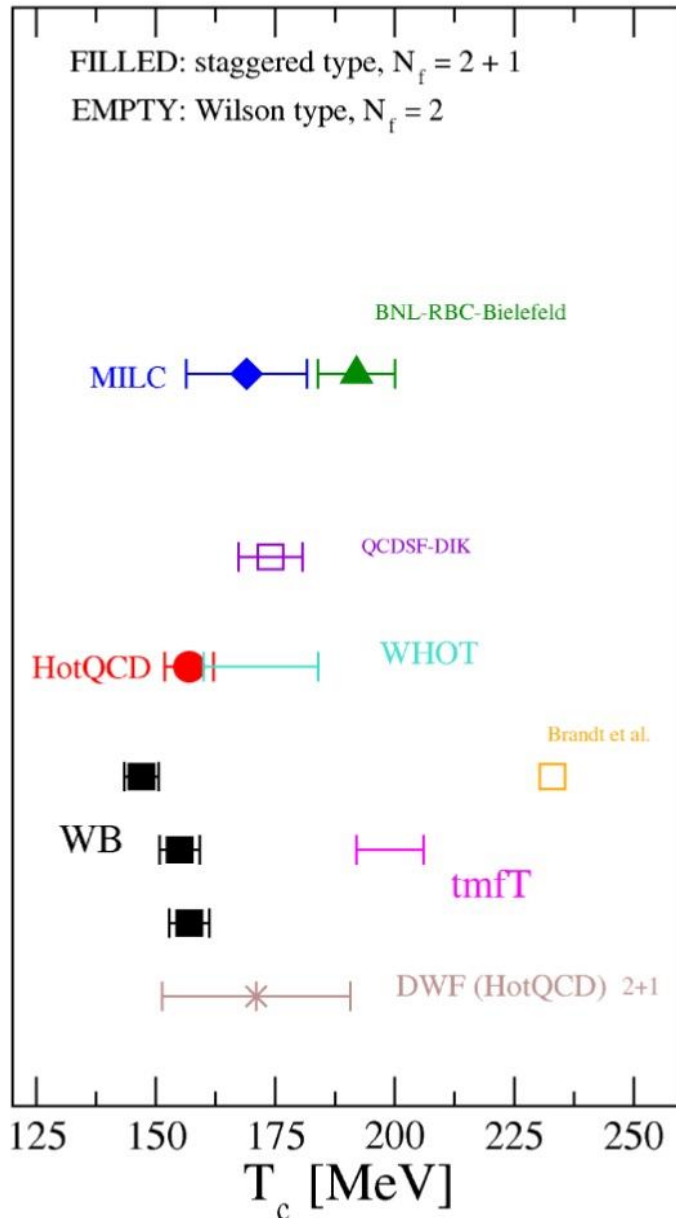 FILLED: staggered type, N_f = 2 + 1
EMPTY: Wilson type, N_f = 2
BNL-RBC-Bielefeld
MILC
QCDSF-DIK
HotQCD
WHOT
Brandt et al.
WB
tmfT
DWF (HotQCD) 2+1
125 150 175 200 225 250
T_c [MeV]